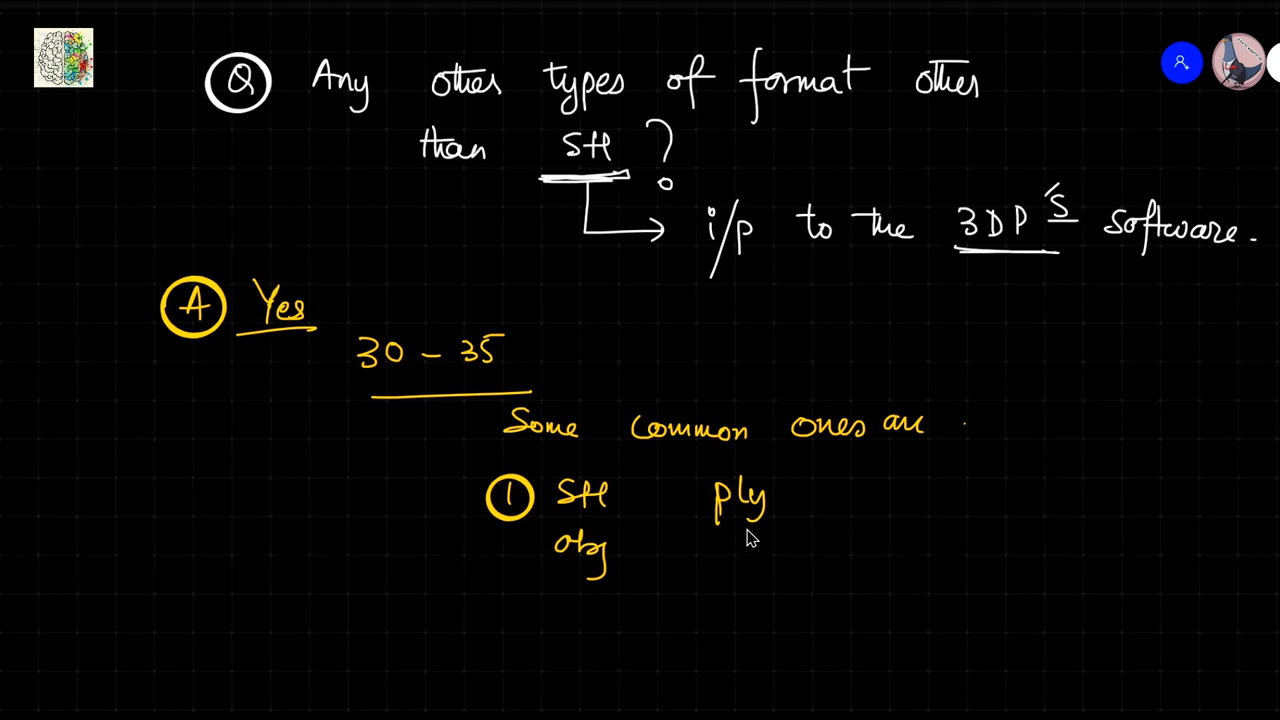 Q Any other types of format other
than Stl ?
i/p to the 3DP's software.
A Yes
30 - 35
Some common ones are
1 Stl ply
obj